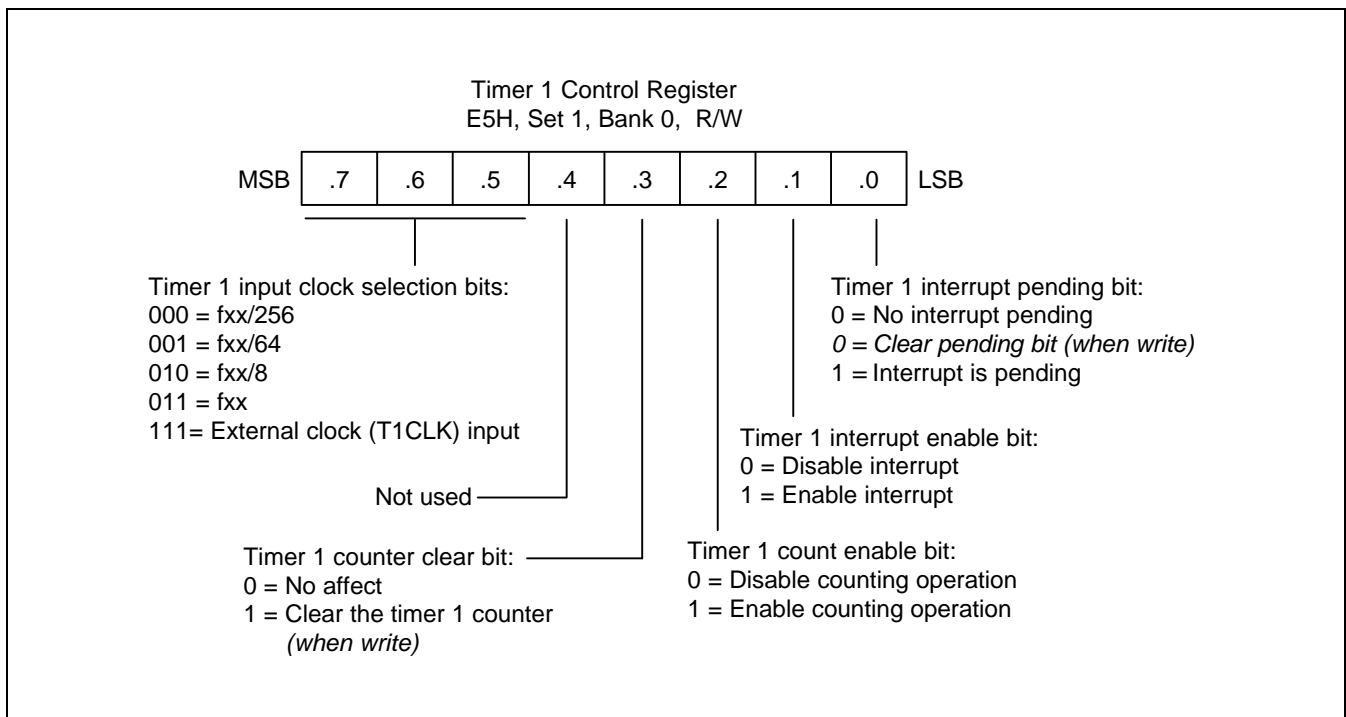 Timer 1 Control Register
E5H, Set 1, Bank 0, R/W
MSB .7 .6 .5 .4 .3 .2 .1 .0 LSB
Timer 1 input clock selection bits:
000 = fxx/256
001 = fxx/64
010 = fxx/8
011 = fxx
111= External clock (T1CLK) input
Not used
Timer 1 counter clear bit:
0 = No affect
1 = Clear the timer 1 counter
(when write)
Timer 1 interrupt pending bit:
0 = No interrupt pending
0 = Clear pending bit (when write)
1 = Interrupt is pending
Timer 1 interrupt enable bit:
0 = Disable interrupt
1 = Enable interrupt
Timer 1 count enable bit:
0 = Disable counting operation
1 = Enable counting operation